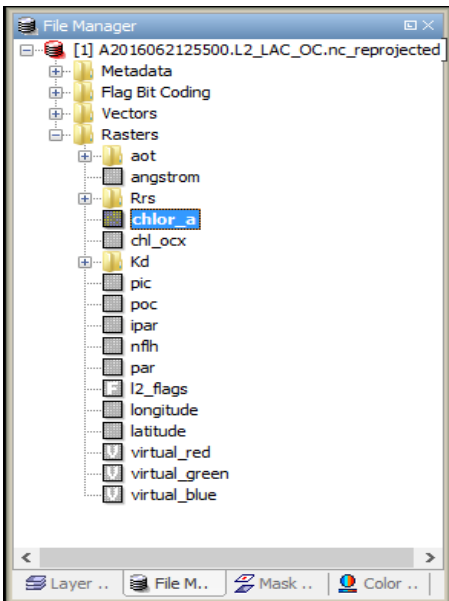 File Manager
[1] A2016062125500.L2_LAC_OC.nc_reprojected
Metadata
Flag Bit Coding
Vectors
Rasters
aot
angstrom
Rrs
chlor_a
chl_ocx
Kd
pic
poc
ipar
nflh
par
F l2_flags
longitude
latitude
V virtual_red
V virtual_green
V virtual_blue
Layer .. File M.. Mask .. Color ..